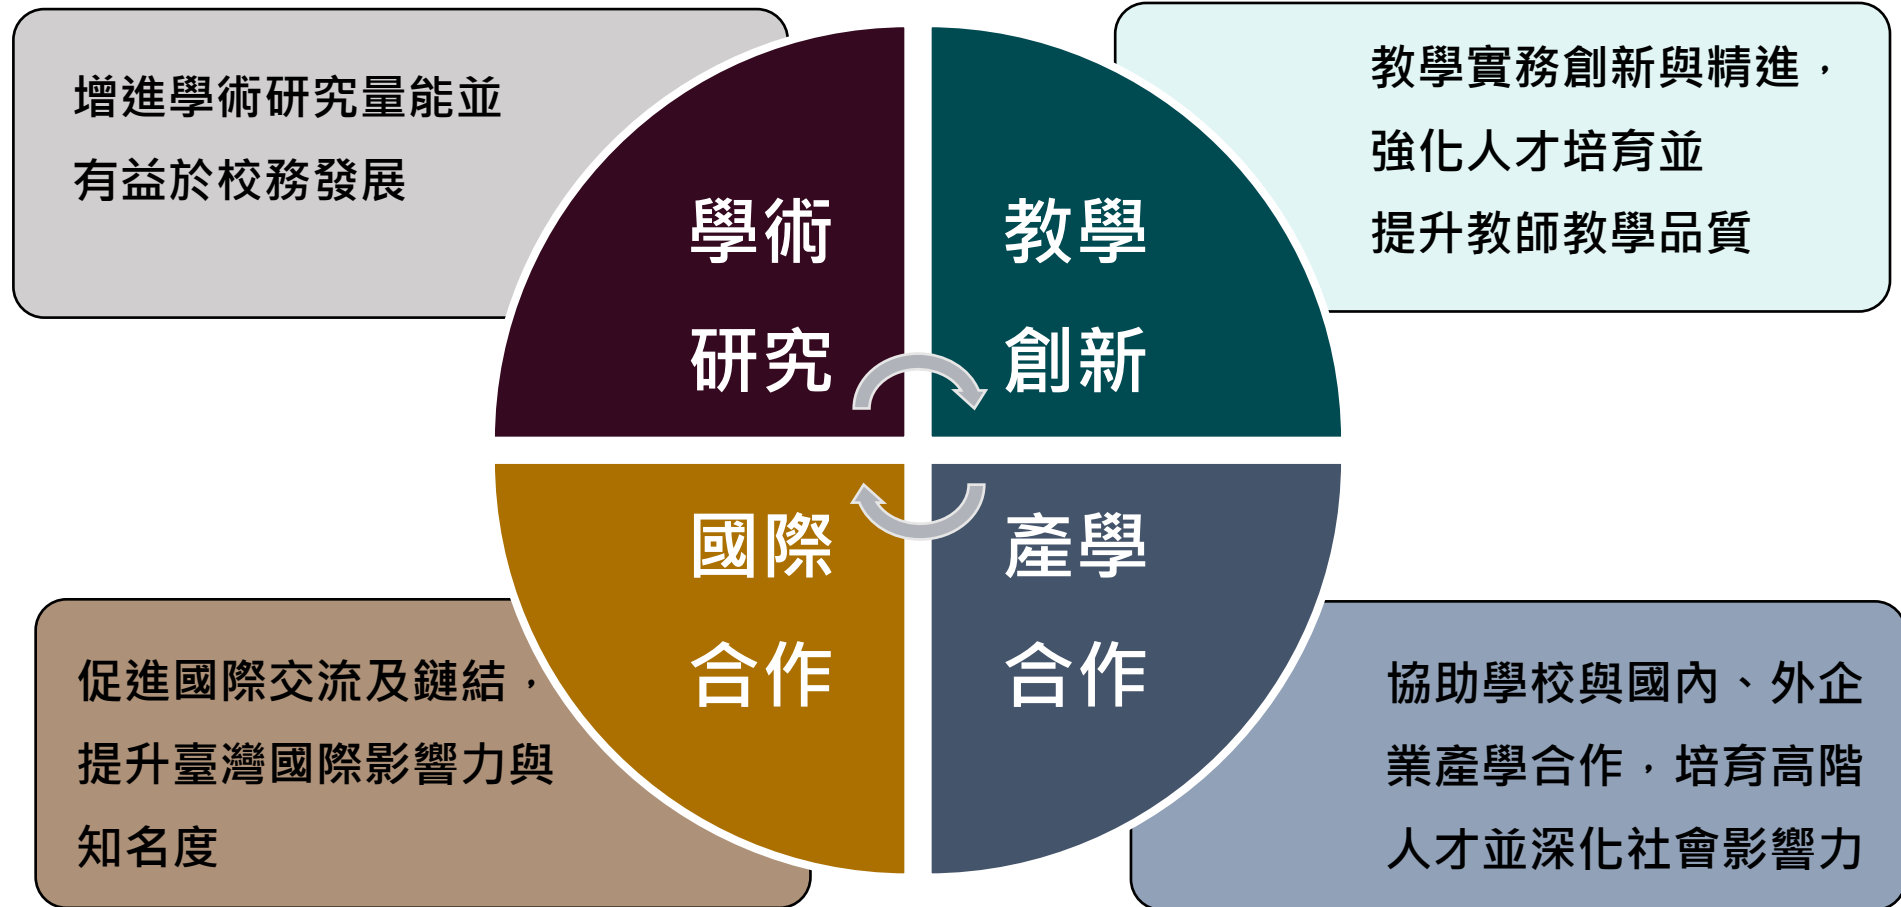 增進學術研究量能並
有益於校務發展
學術
研究
教學
創新
教學實務創新與精進，
強化人才培育並
提升教師教學品質
促進國際交流及鏈結，
提升臺灣國際影響力與
知名度
國際
合作
產學
合作
協助學校與國內、外企
業產學合作，培育高階
人才並深化社會影響力